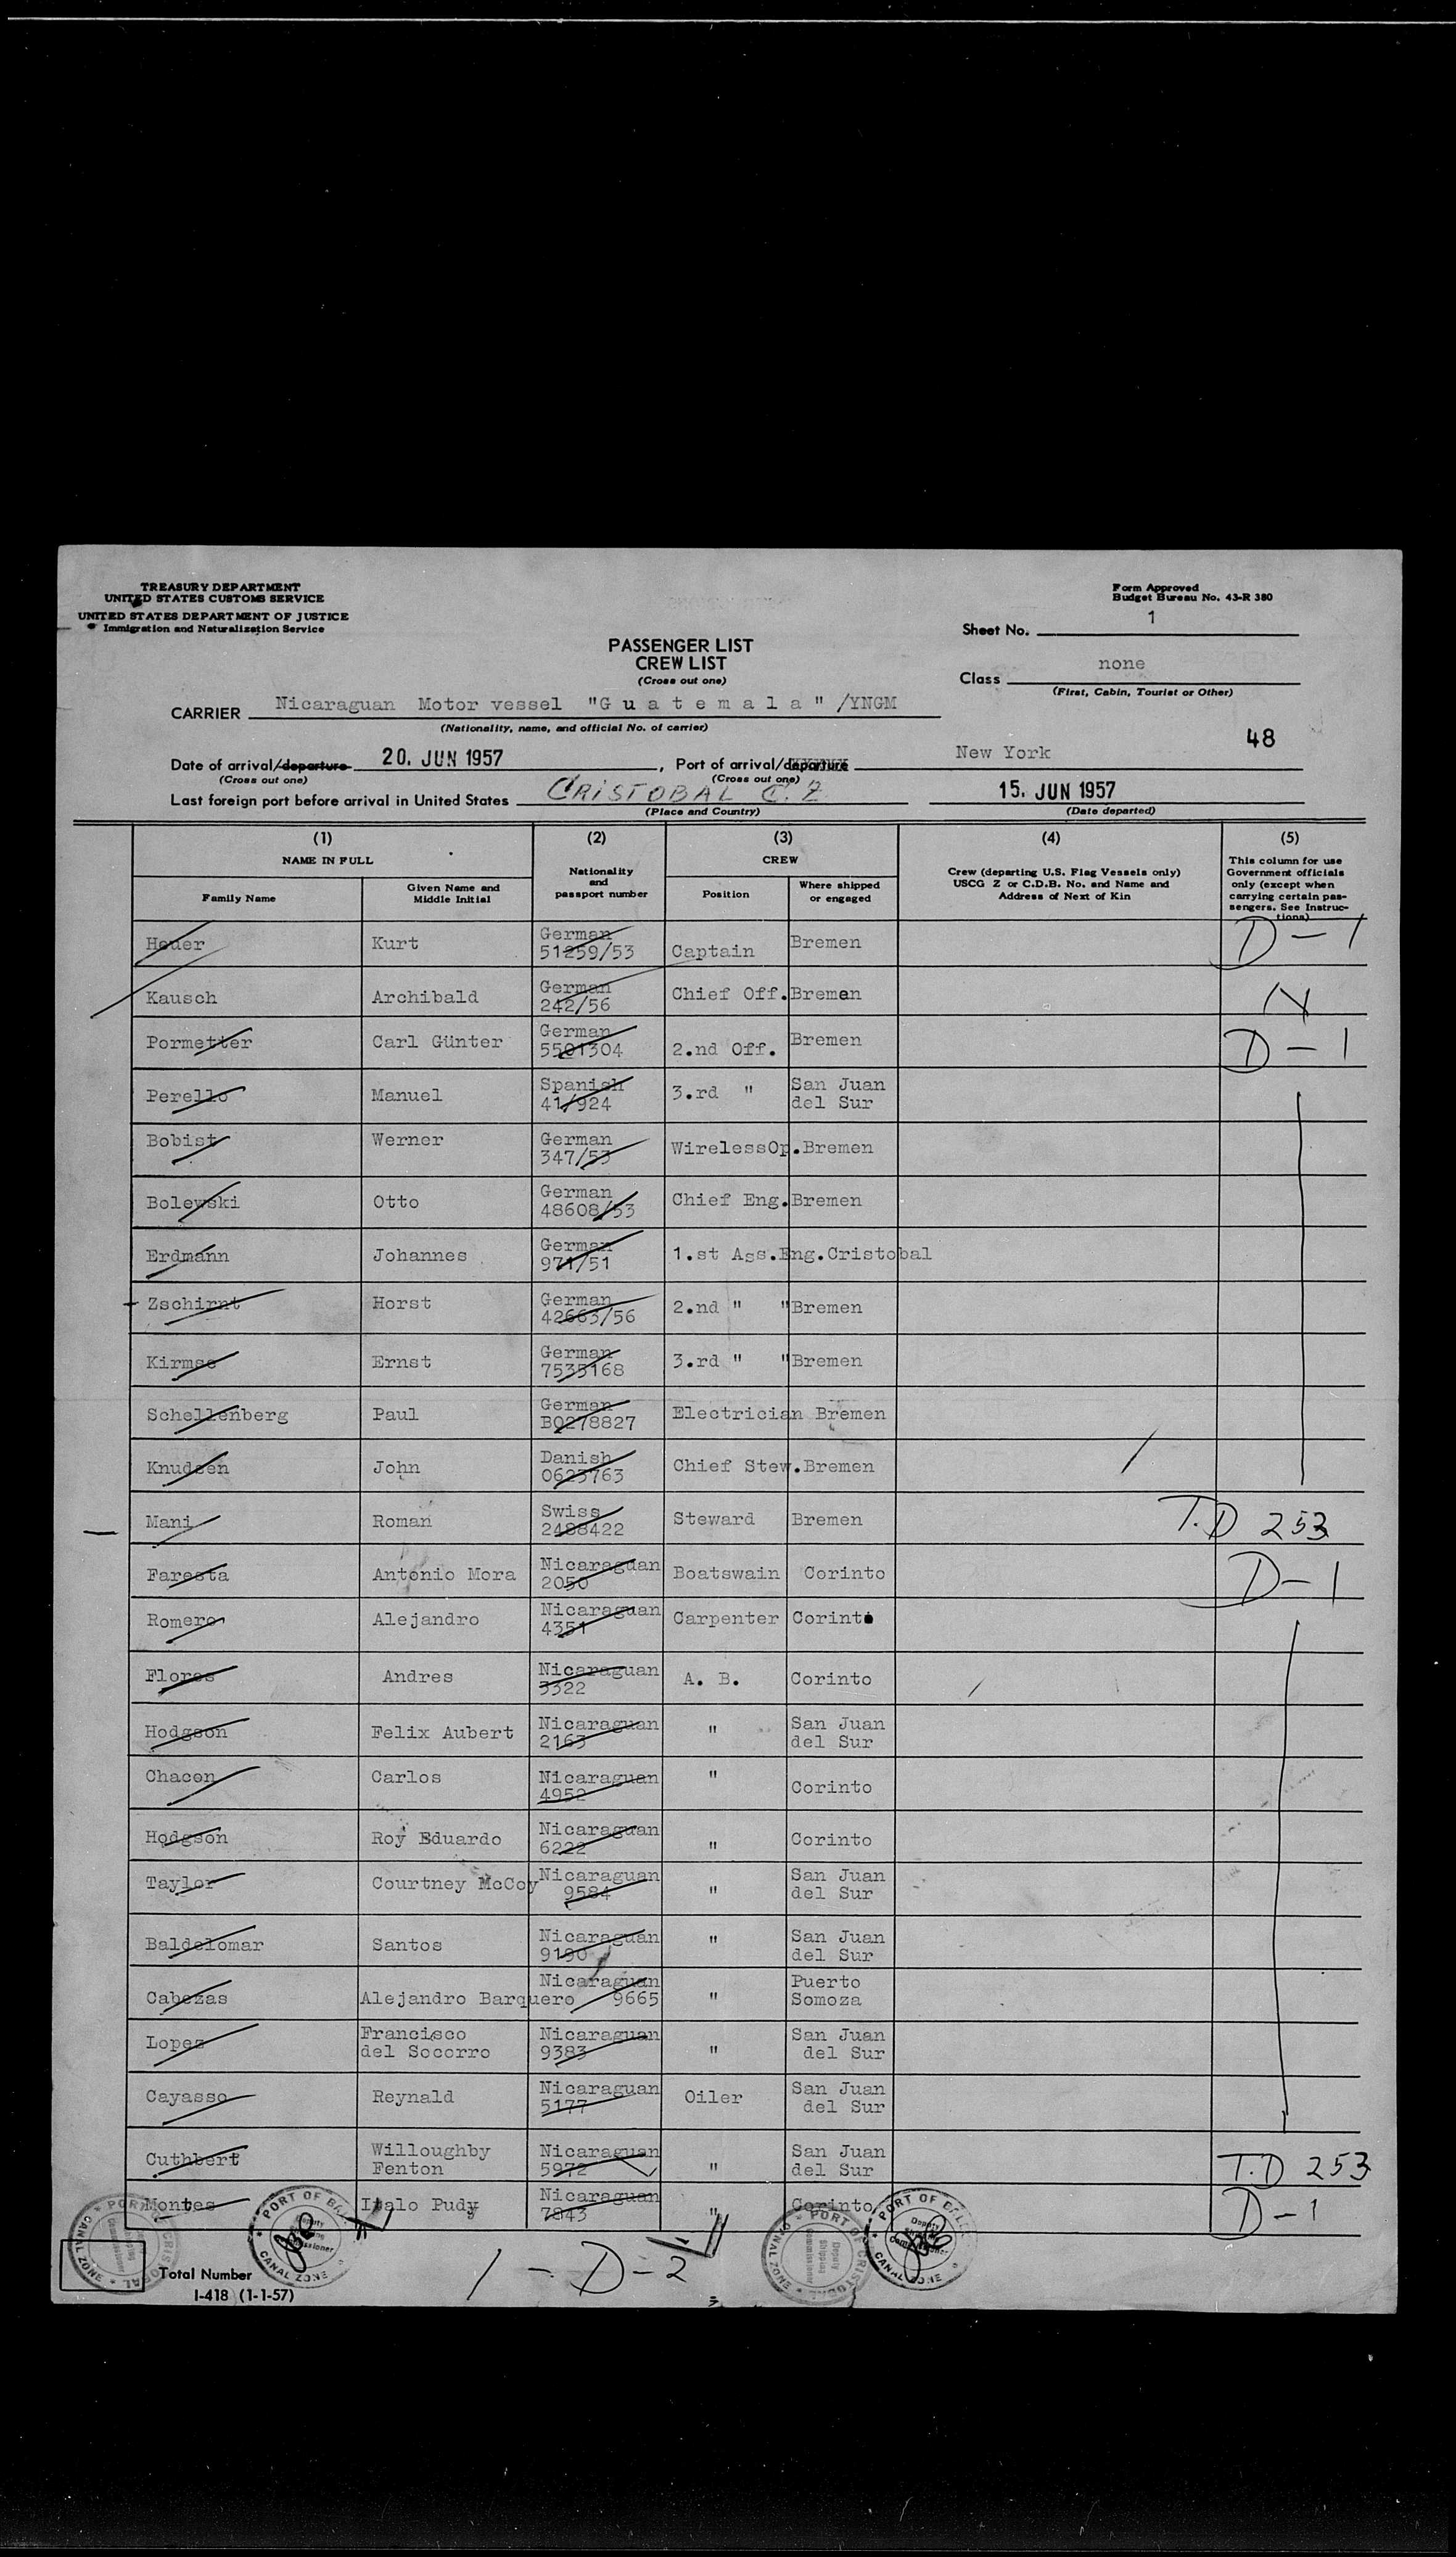 TREASURY DEPARTMENT
UNITED STATES CUSTOMS SERVICE
UNITED STATES DEPARTMENT OF JUSTICE
Immigration and Naturalization Service
Form Approved
Budget Bureau No. 43-R 380
Sheet No. 1
PASSENGER LIST
CREW LIST
(Cross out one)
Class none
(First, Cabin, Tourist or Other)
CARRIER Nicaraguan Motor vessel "G u a t e m a l a" /YNGM
(Nationality, name, and official No. of carrier)
48
Date of arrival/departure 20. JUN 1957, Port of arrival/departure New York
(Cross out one) (Cross out one)
Last foreign port before arrival in United States CRISTOBAL C.Z. 15. JUN 1957
(Place and Country) (Date departed)
(1) (2) (3) (4) (5)
NAME IN FULL
Family Name
Given Name and
Middle Initial
Nationality
and
passport number
CREW
Position
Where shipped
or engaged
Crew (departing U.S. Flag Vessels only)
USCG Z or C.D.B. No. and Name and
Address of Next of Kin
This column for use
Government officials
only (except when
carrying certain pas-
sengers. See Instruc-
tions)
Heuer Kurt German 51259/53 Captain Bremen D-1
Kausch Archibald German 242/56 Chief Off. Bremen
Pormetter Carl Günter German 5501304 2.nd Off. Bremen D-1
Perello Manuel Spanish 41/924 3.rd " San Juan del Sur
Bobist Werner German 347/53 WirelessOp. Bremen
Bolewski Otto German 48608/53 Chief Eng. Bremen
Erdmann Johannes German 971/51 1.st Ass.Eng. Cristobal
Zschirnt Horst German 42663/56 2.nd " " Bremen
Kirmse Ernst German 7535168 3.rd " " Bremen
Schellenberg Paul German B0278827 Electrician Bremen
Knudsen John Danish 0623763 Chief Stew. Bremen
Mani Roman Swiss 2488422 Steward Bremen T.D 253
Faresta Antonio Mora Nicaraguan 2050 Boatswain Corinto D-1
Romero Alejandro Nicaraguan 4351 Carpenter Corinto
Flores Andres Nicaraguan 3322 A. B. Corinto
Hodgson Felix Aubert Nicaraguan 2163 " San Juan del Sur
Chacon Carlos Nicaraguan 4952 " Corinto
Hodgson Roy Eduardo Nicaraguan 6222 " Corinto
Taylor Courtney McCoy Nicaraguan 9584 " San Juan del Sur
Baldelomar Santos Nicaraguan 9190 " San Juan del Sur
Cabezas Alejandro Barquero Nicaraguan 9665 " Puerto Somoza
Lopez Francisco del Socorro Nicaraguan 9383 " San Juan del Sur
Cayasso Reynald Nicaraguan 5177 Oiler San Juan del Sur
Cuthbert Willoughby Fenton Nicaraguan 5972 " San Juan del Sur T.D 253
Montes Italo Pudy Nicaraguan 7843 " Corinto D-1
Total Number
I-418 (1-1-57)
1 - D-2
PORT OF CRISTOBAL
CANAL ZONE
Deputy
Shipping
Commissioner